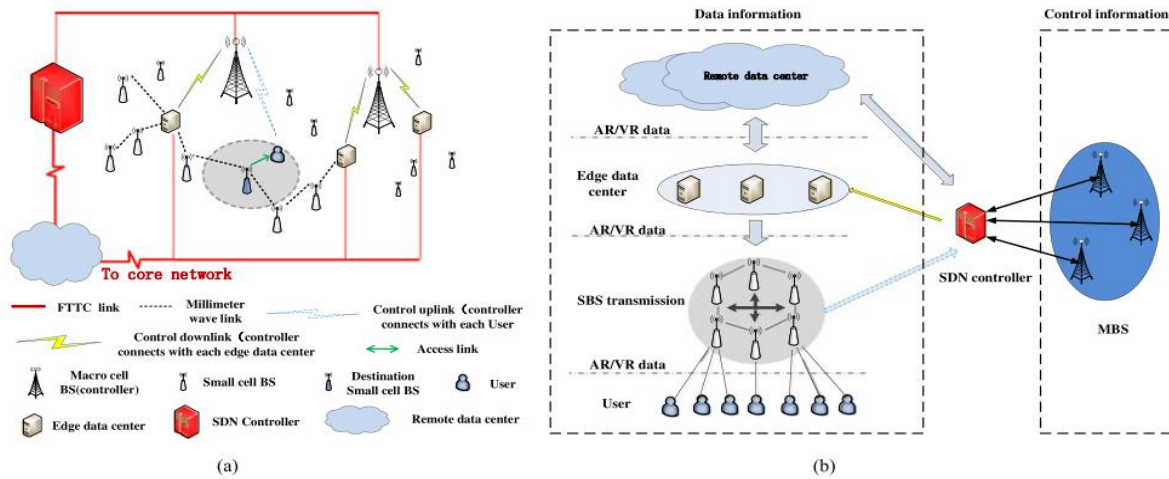 To core network
FTTC link
Millimeter
wave link
Control uplink (controller
connects with each User
Control downlink (controller
connects with each edge data center
Access link
Macro cell
BS(controller)
Small cell BS
Destination
Small cell BS
User
Edge data center
SDN Controller
Remote data center
(a)
Data information
Control information
Remote data center
AR/VR data
Edge data
center
AR/VR data
SDN controller
SBS transmission
MBS
AR/VR data
User
(b)